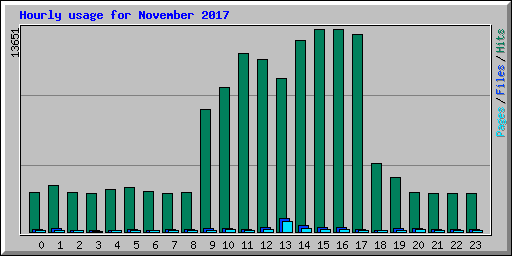 Hourly usage for November 2017
13651
Pages / Files / Hits
0 1 2 3 4 5 6 7 8 9 10 11 12 13 14 15 16 17 18 19 20 21 22 23